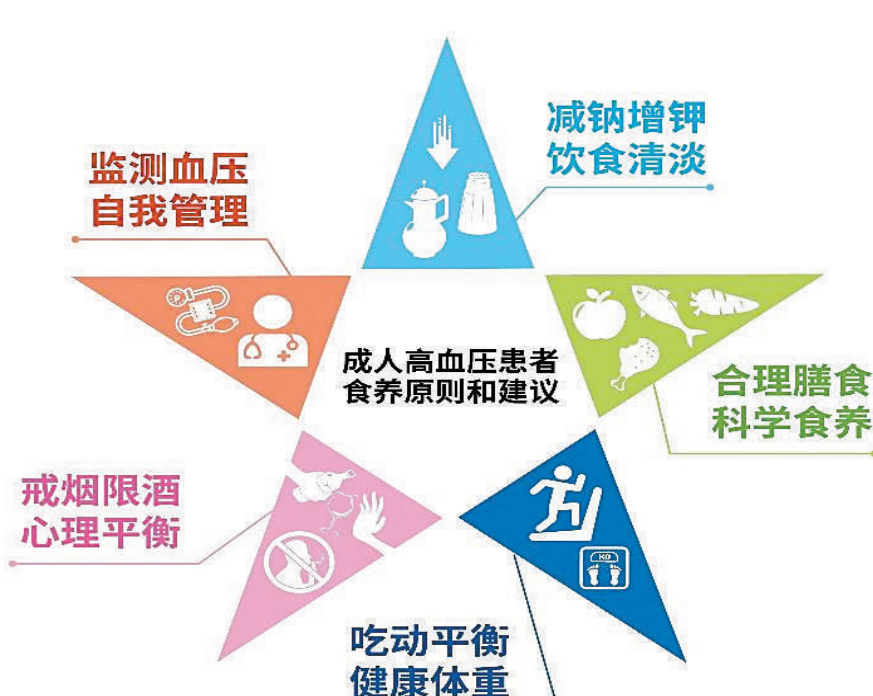 减钠增钾
饮食清淡
监测血压
自我管理
成人高血压患者
食养原则和建议
合理膳食
科学食养
戒烟限酒
心理平衡
吃动平衡
健康体重